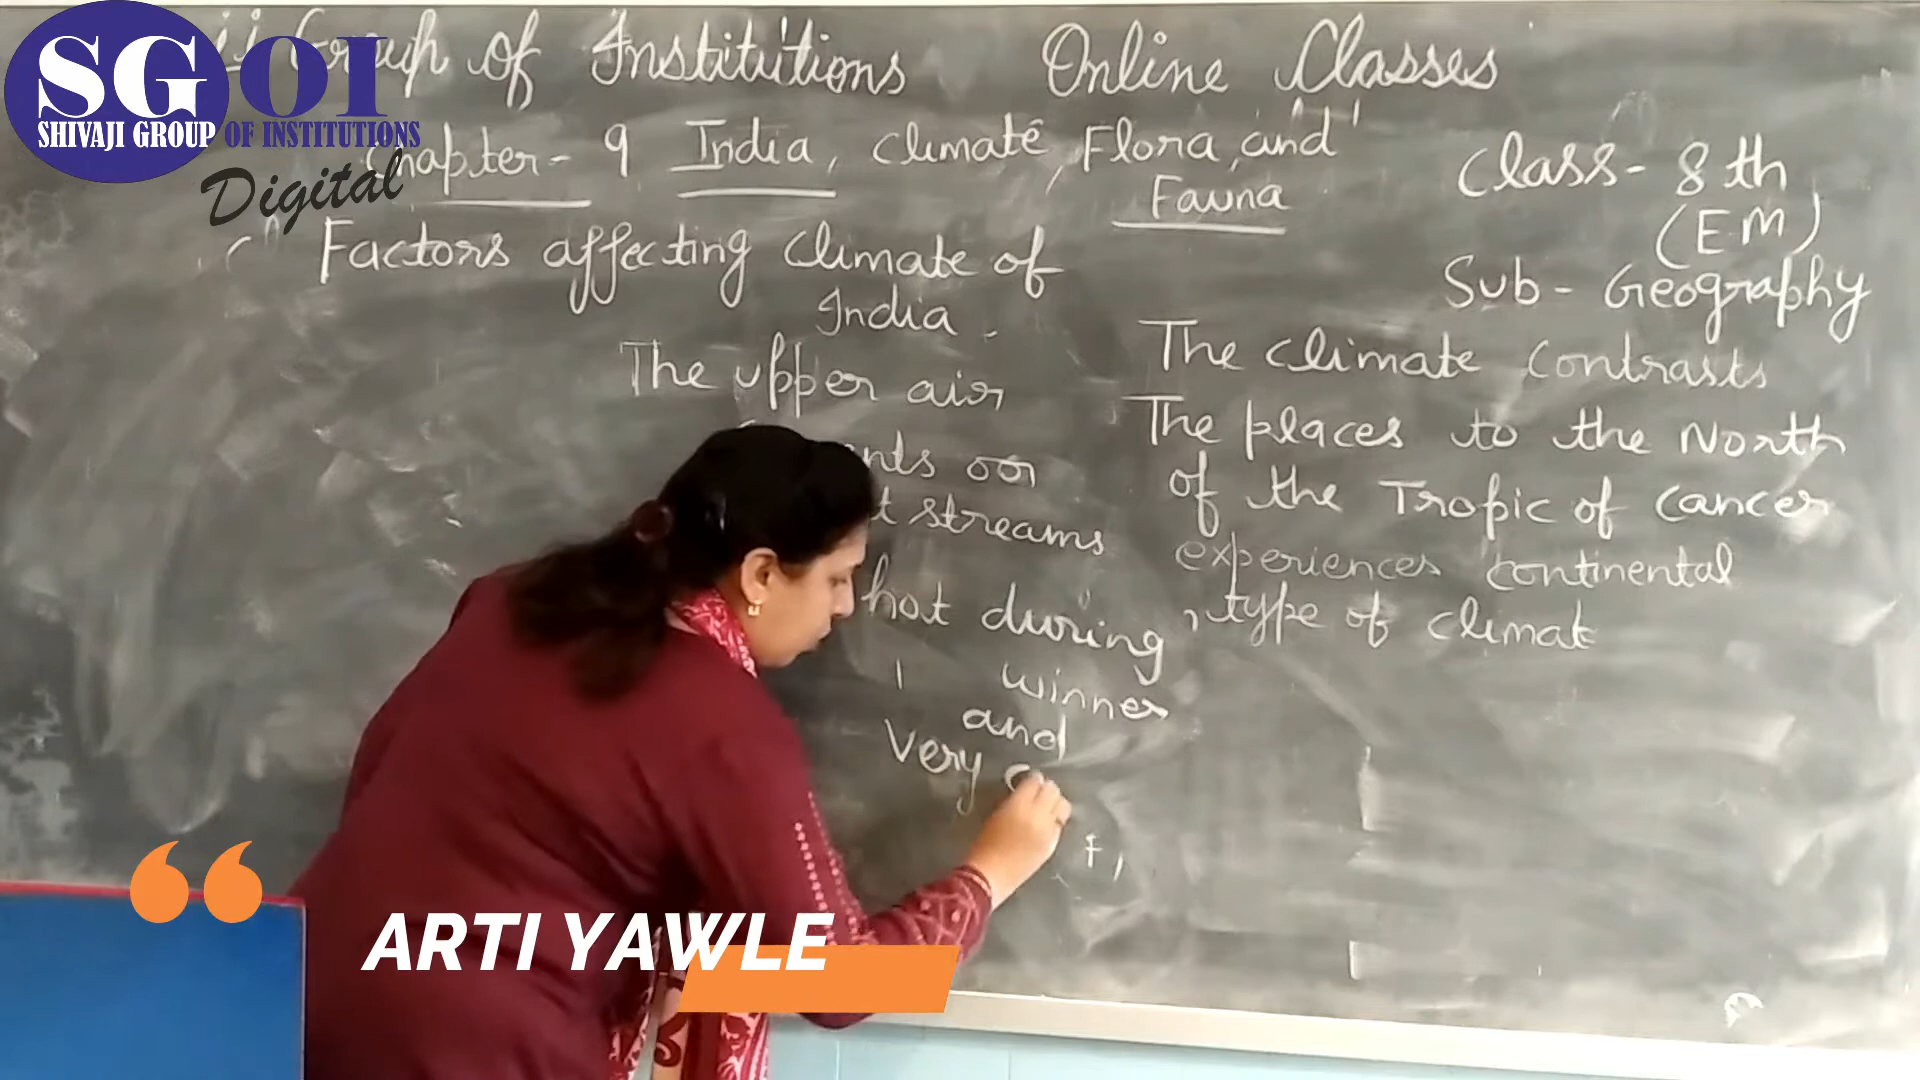 SGOI
SHIVAJI GROUP OF INSTITUTIONS
Digital
Group of Institutions Online Classes
Chapter- 9 India, climate, Flora, and
Fauna
Class- 8th
(EM)
Sub- Geography
Factors affecting Climate of
India
The upper air
or
streams
hot during
winner
and
Very
The climate contrasts
The places to the North
of the Tropic of Cancer
experiences continental
type of climat
ARTI YAWLE